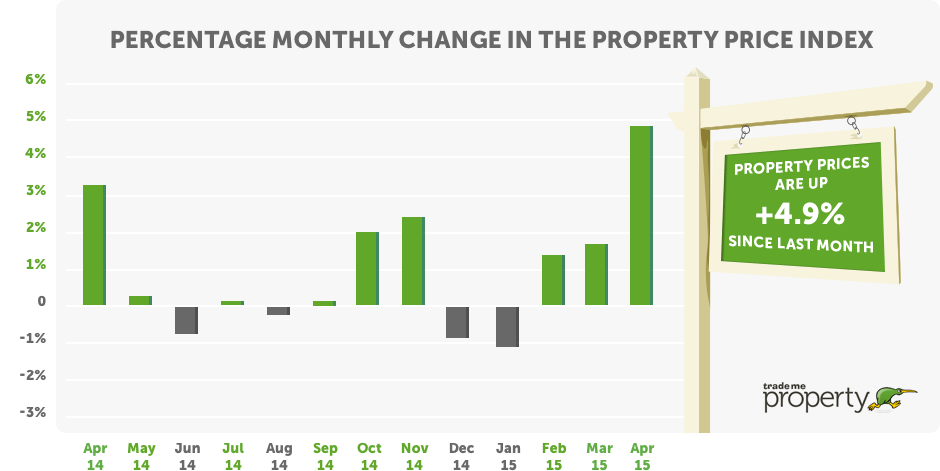 PERCENTAGE MONTHLY CHANGE IN THE PROPERTY PRICE INDEX
6%
5%
4%
3%
2%
1%
0
-1%
-2%
-3%
PROPERTY PRICES
ARE UP
+4.9%
SINCE LAST MONTH
trade me
property
Apr May Jun Jul Aug Sep Oct Nov Dec Jan Feb Mar Apr
14 14 14 14 14 14 14 14 14 15 15 15 15